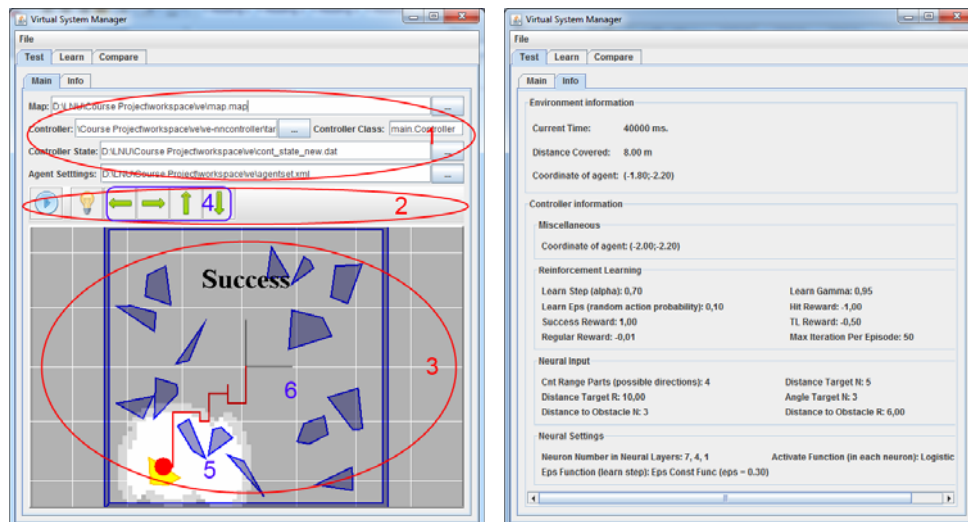 Virtual System Manager
File
Test Learn Compare
Main Info
Map: D:\LNU\Course Project\workspace\ve\map.map ...
Controller: \Course Project\workspace\ve\ve-nncontroller\tar ... Controller Class: main.Controller
1
Controller State: D:\LNU\Course Project\workspace\ve\cont_state_new.dat ...
Agent Setttings: D:\LNU\Course Project\workspace\ve\agentset.xml ...
4 2
Success
3
6
5
Virtual System Manager
File
Test Learn Compare
Main Info
Environment information
Current Time: 40000 ms.
Distance Covered: 8.00 m
Coordinate of agent: (-1.80;-2.20)
Controller information
Miscellaneous
Coordinate of agent: (-2.00;-2.20)
Reinforcement Learning
Learn Step (alpha): 0,70 Learn Gamma: 0,95
Learn Eps (random action probability): 0,10 Hit Reward: -1,00
Success Reward: 1,00 TL Reward: -0,50
Regular Reward: -0,01 Max Iteration Per Episode: 50
Neural Input
Cnt Range Parts (possible directions): 4 Distance Target N: 5
Distance Target R: 10,00 Angle Target N: 3
Distance to Obstacle N: 3 Distance to Obstacle R: 6,00
Neural Settings
Neuron Number in Neural Layers: 7, 4, 1 Activate Function (in each neuron): Logistic
Eps Function (learn step): Eps Const Func (eps = 0.30)